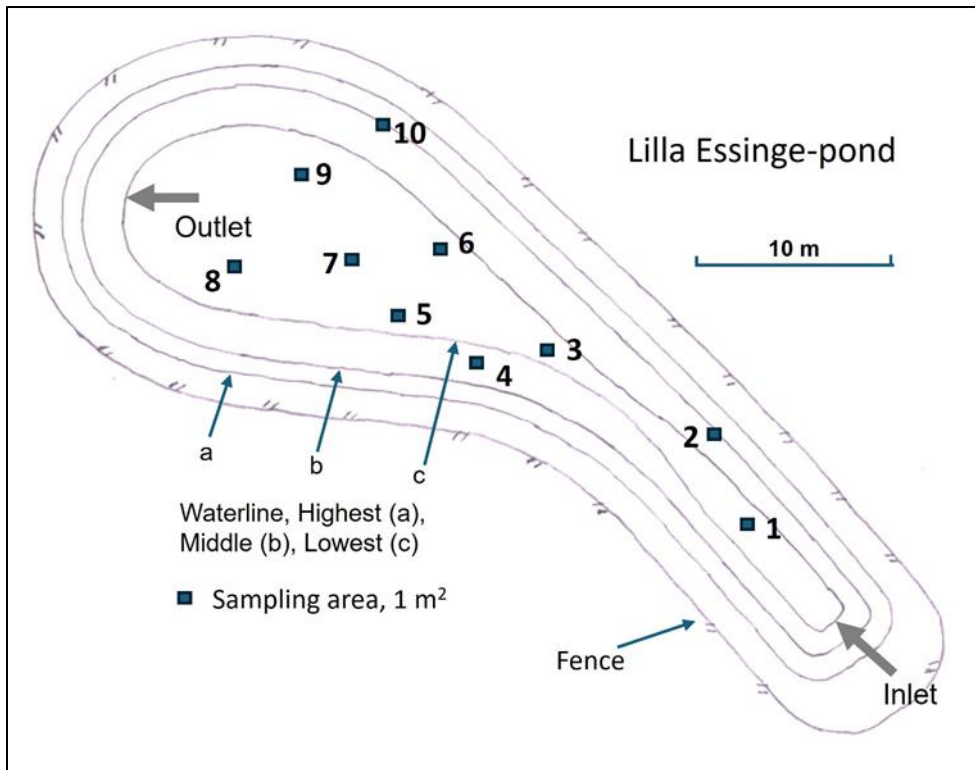 10
Lilla Essinge-pond
9
Outlet
6
10 m
7
8
5
3
4
2
a
b
c
Waterline, Highest (a),
Middle (b), Lowest (c)
1
Sampling area, 1 m²
Fence
Inlet